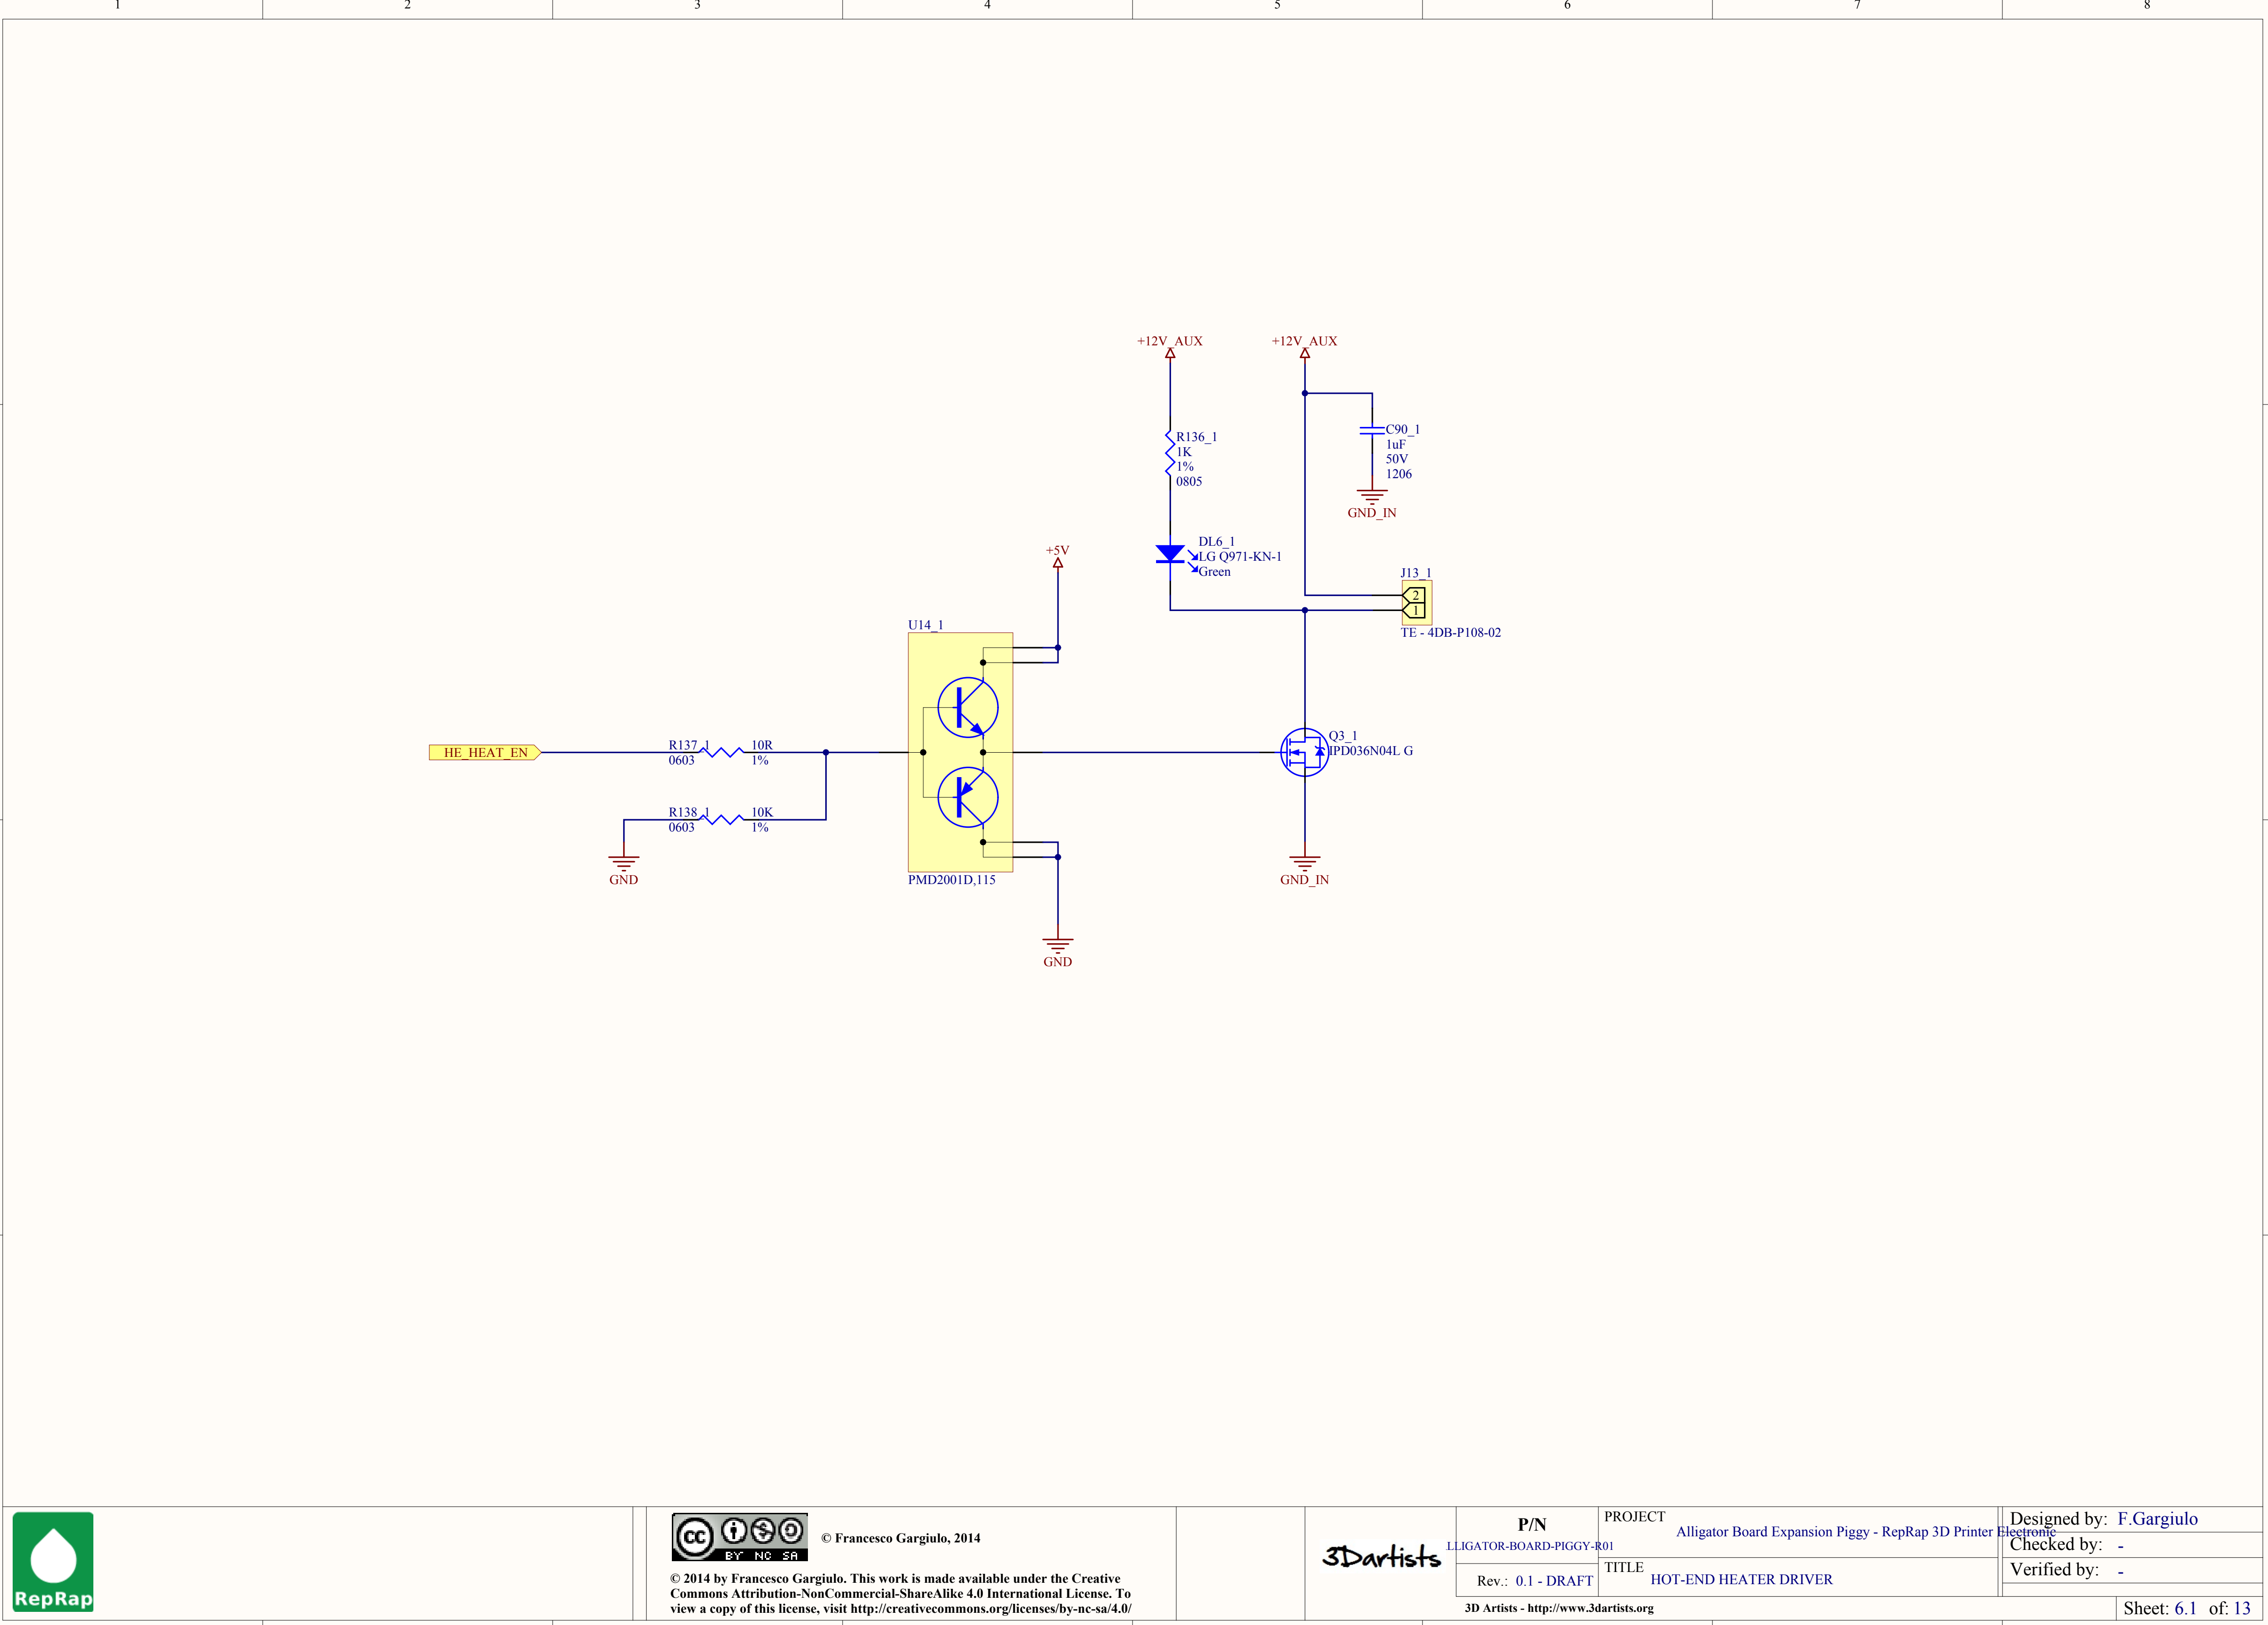 1 2 3 4 5 6 7 8
+12V_AUX
+12V_AUX
R136_1
1K
1%
0805
C90_1
1uF
50V
1206
GND_IN
DL6_1
LG Q971-KN-1
Green
+5V
J13_1
2
1
TE - 4DB-P108-02
U14_1
HE_HEAT_EN
R137_1 10R
0603 1%
R138_1 10K
0603 1%
GND
PMD2001D,115
GND
Q3_1
IPD036N04L G
GND_IN
RepRap
cc
BY NC SA
© Francesco Gargiulo, 2014
© 2014 by Francesco Gargiulo. This work is made available under the Creative
Commons Attribution-NonCommercial-ShareAlike 4.0 International License. To
view a copy of this license, visit http://creativecommons.org/licenses/by-nc-sa/4.0/
3Dartists
P/N
LLIGATOR-BOARD-PIGGY-R01
Rev.: 0.1 - DRAFT
PROJECT
Alligator Board Expansion Piggy - RepRap 3D Printer Electronic
TITLE
HOT-END HEATER DRIVER
3D Artists - http://www.3dartists.org
Designed by: F.Gargiulo
Checked by: -
Verified by: -
Sheet: 6.1 of: 13